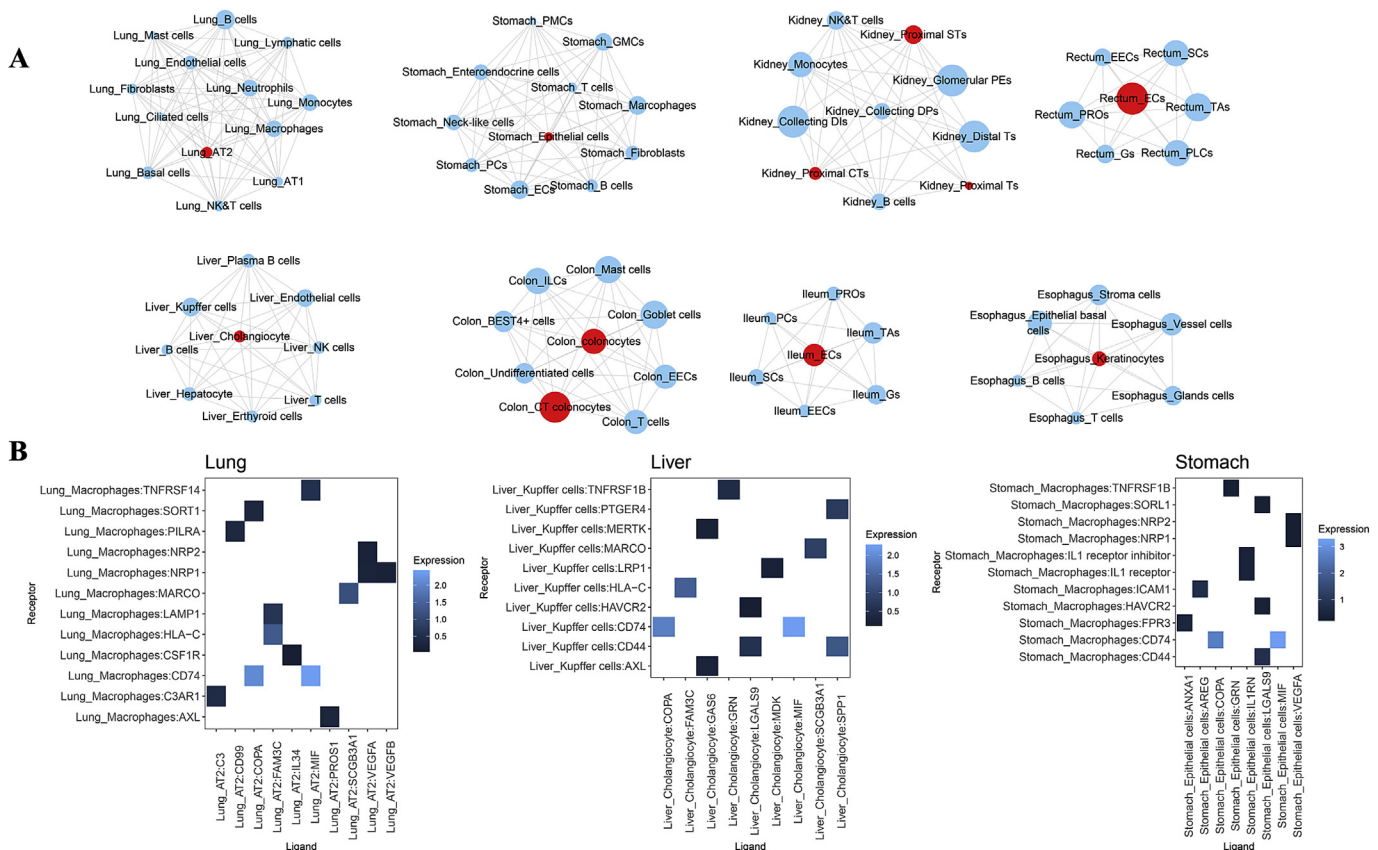 A
Lung_B cells
Lung_Mast cells
Lung_Lymphatic cells
Lung_Endothelial cells
Lung_Fibroblasts
Lung_Neutrophils
Lung_Monocytes
Lung_Ciliated cells
Lung_Macrophages
Lung_AT2
Lung_Basal cells
Lung_AT1
Lung_NK&T cells
Stomach_PMCs
Stomach_GMCs
Stomach_Enteroendocrine cells
Stomach_T cells
Stomach_Marcophages
Stomach_Neck-like cells
Stomach_Epithelial cells
Stomach_Fibroblasts
Stomach_PCs
Stomach_ECs
Stomach_B cells
Kidney_NK&T cells
Kidney_Proximal STs
Kidney_Monocytes
Kidney_Glomerular PEs
Kidney_Collecting DPs
Kidney_Collecting DIs
Kidney_Distal Ts
Kidney_Proximal CTs
Kidney_Proximal Ts
Kidney_B cells
Rectum_EECs
Rectum_SCs
Rectum_ECs
Rectum_TAs
Rectum_PROs
Rectum_Gs
Rectum_PLCs
Liver_Plasma B cells
Liver_Kupffer cells
Liver_Endothelial cells
Liver_Cholangiocyte
Liver_B cells
Liver_NK cells
Liver_Hepatocyte
Liver_T cells
Liver_Erthyroid cells
Colon_Mast cells
Colon_ILCs
Colon_Goblet cells
Colon_BEST4+ cells
Colon_colonocytes
Colon_Undifferentiated cells
Colon_EECs
Colon_CT colonocytes
Colon_T cells
Ileum_PROs
Ileum_PCs
Ileum_TAs
Ileum_ECs
Ileum_SCs
Ileum_Gs
Ileum_EECs
Esophagus_Stroma cells
Esophagus_Epithelial basal
cells
Esophagus_Vessel cells
Esophagus_Keratinocytes
Esophagus_B cells
Esophagus_Glands cells
Esophagus_T cells
B
Lung
Receptor
Lung_Macrophages:TNFRSF14
Lung_Macrophages:SORT1
Lung_Macrophages:PILRA
Lung_Macrophages:NRP2
Lung_Macrophages:NRP1
Lung_Macrophages:MARCO
Lung_Macrophages:LAMP1
Lung_Macrophages:HLA−C
Lung_Macrophages:CSF1R
Lung_Macrophages:CD74
Lung_Macrophages:C3AR1
Lung_Macrophages:AXL
Lung_AT2:C3
Lung_AT2:CD99
Lung_AT2:COPA
Lung_AT2:FAM3C
Lung_AT2:IL34
Lung_AT2:MIF
Lung_AT2:PROS1
Lung_AT2:SCGB3A1
Lung_AT2:VEGFA
Lung_AT2:VEGFB
Ligand
Expression
2.0
1.5
1.0
0.5
Liver
Receptor
Liver_Kupffer cells:TNFRSF1B
Liver_Kupffer cells:PTGER4
Liver_Kupffer cells:MERTK
Liver_Kupffer cells:MARCO
Liver_Kupffer cells:LRP1
Liver_Kupffer cells:HLA−C
Liver_Kupffer cells:HAVCR2
Liver_Kupffer cells:CD74
Liver_Kupffer cells:CD44
Liver_Kupffer cells:AXL
Liver_Cholangiocyte:COPA
Liver_Cholangiocyte:FAM3C
Liver_Cholangiocyte:GAS6
Liver_Cholangiocyte:GRN
Liver_Cholangiocyte:LGALS9
Liver_Cholangiocyte:MDK
Liver_Cholangiocyte:MIF
Liver_Cholangiocyte:SCGB3A1
Liver_Cholangiocyte:SPP1
Ligand
Expression
2.0
1.5
1.0
0.5
Stomach
Receptor
Stomach_Macrophages:TNFRSF1B
Stomach_Macrophages:SORL1
Stomach_Macrophages:NRP2
Stomach_Macrophages:NRP1
Stomach_Macrophages:IL1 receptor inhibitor
Stomach_Macrophages:IL1 receptor
Stomach_Macrophages:ICAM1
Stomach_Macrophages:HAVCR2
Stomach_Macrophages:FPR3
Stomach_Macrophages:CD74
Stomach_Macrophages:CD44
Stomach_Epithelial cells:ANXA1
Stomach_Epithelial cells:AREG
Stomach_Epithelial cells:COPA
Stomach_Epithelial cells:GRN
Stomach_Epithelial cells:IL1RN
Stomach_Epithelial cells:LGALS9
Stomach_Epithelial cells:MIF
Stomach_Epithelial cells:VEGFA
Ligand
Expression
3
2
1